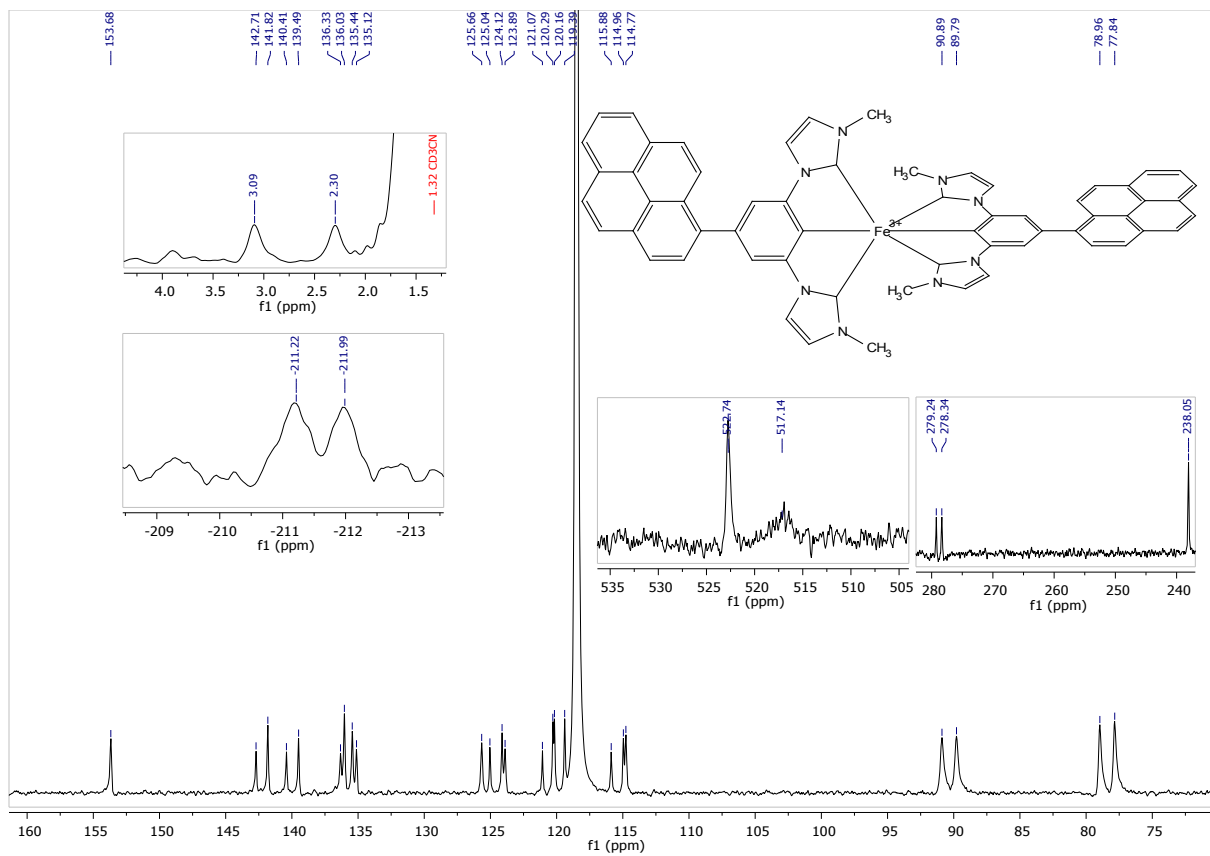 153.68
142.71
141.82
140.41
139.49
136.33
136.03
135.44
135.12
125.66
125.04
124.12
123.89
121.07
120.29
120.16
119.39
115.88
114.96
114.77
90.89
89.79
78.96
77.84
3.09
2.30
1.32 CD3CN
4.0 3.5 3.0 2.5 2.0 1.5
f1 (ppm)
-211.22
-211.99
-209 -210 -211 -212 -213
f1 (ppm)
N
CH₃
N
N
N
CH₃
Fe
3+
H₃C
N
N
N
N
H₃C
522.74
517.14
535 530 525 520 515 510 505
f1 (ppm)
279.24
278.34
238.05
280 270 260 250 240
f1 (ppm)
160 155 150 145 140 135 130 125 120 115 110 105 100 95 90 85 80 75
f1 (ppm)